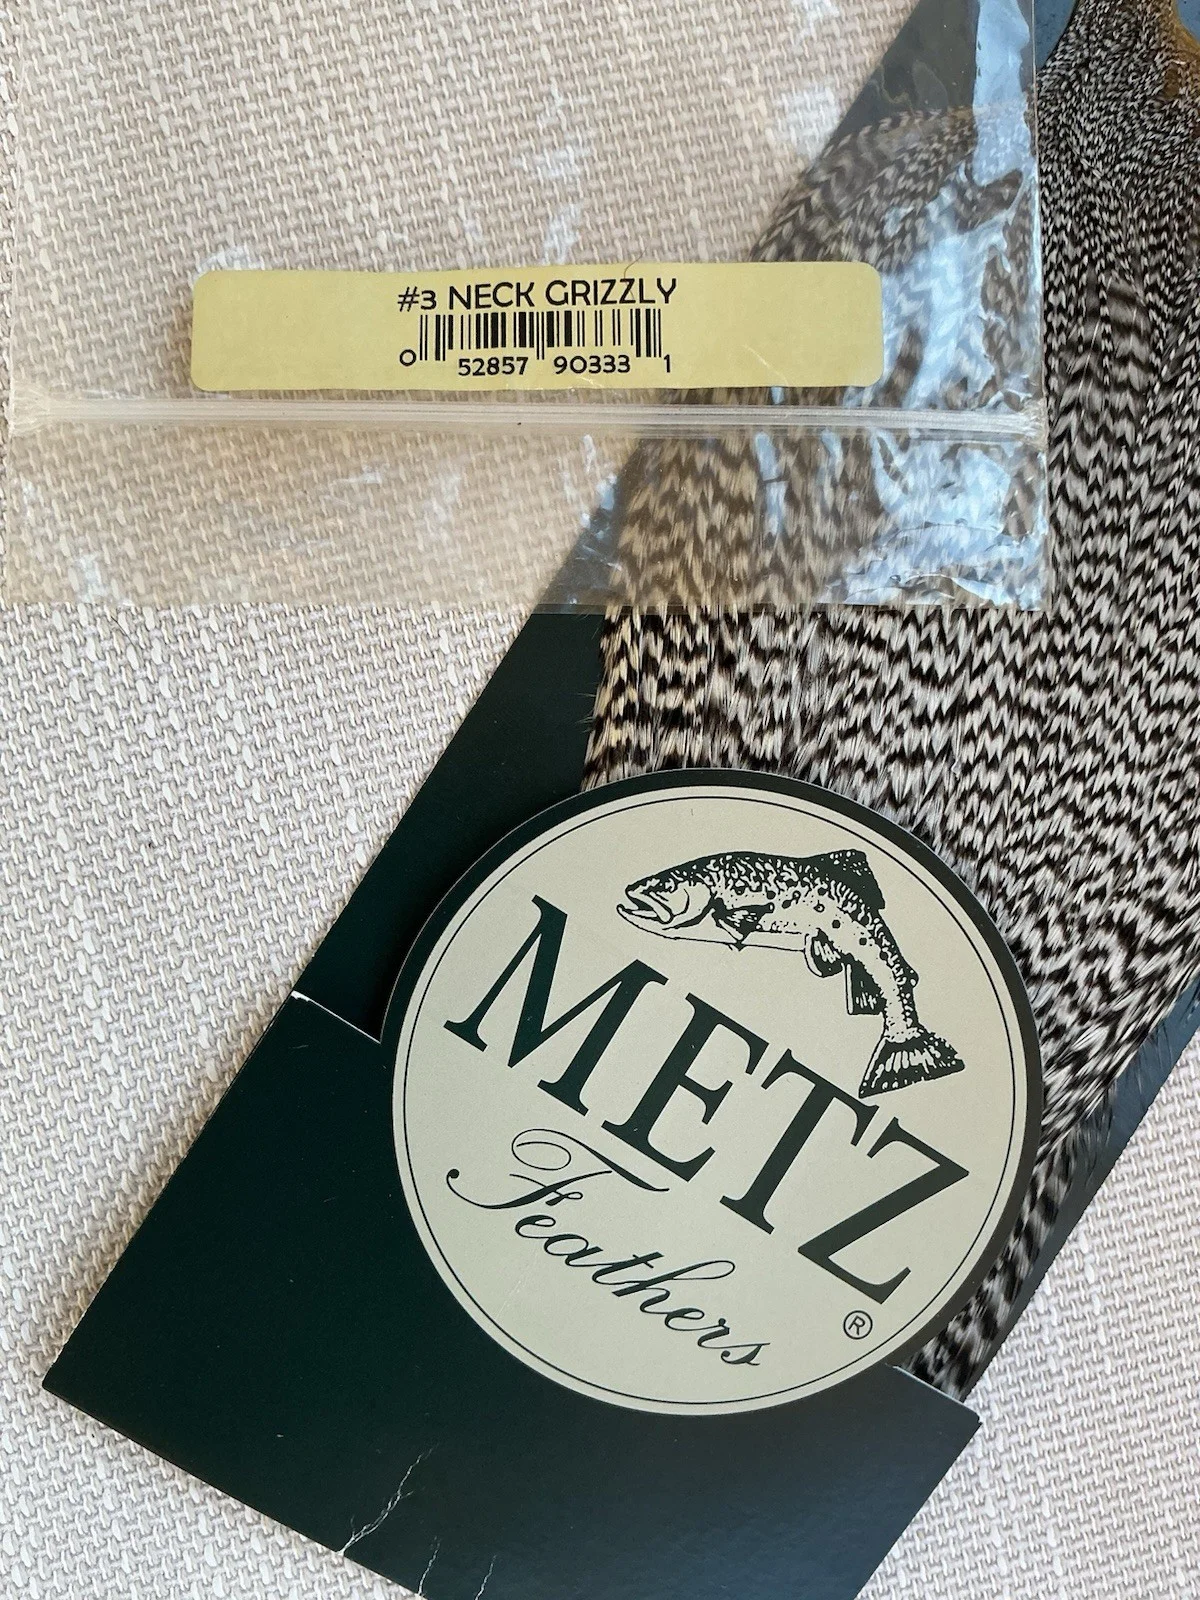 #3 NECK GRIZZLY
0 52857 90333 1
METZ
Feathers
®